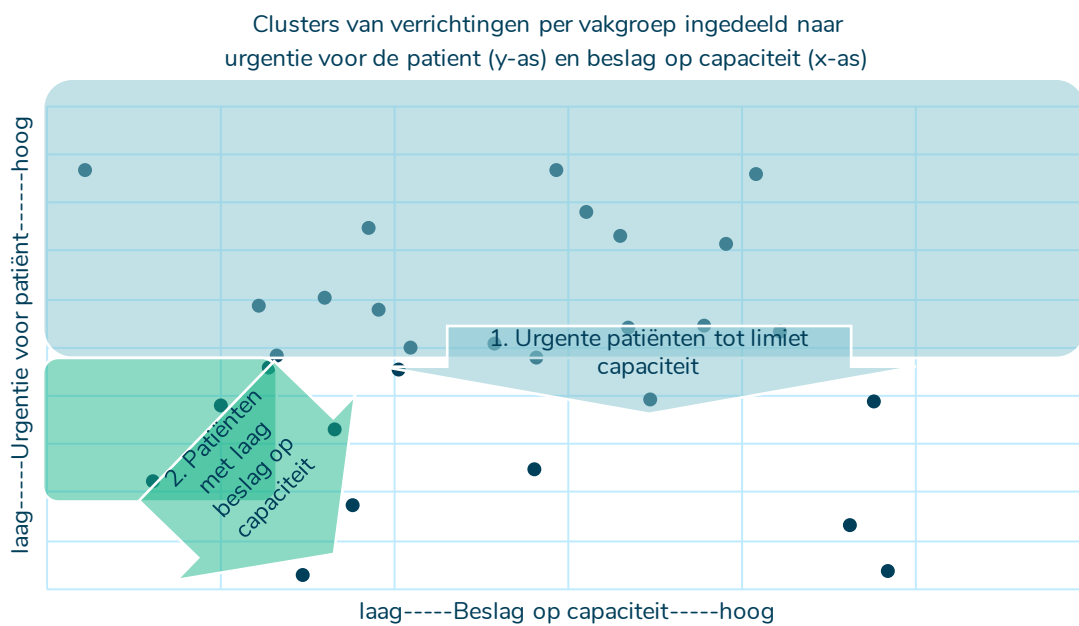 Clusters van verrichtingen per vakgroep ingedeeld naar
urgentie voor de patient (y-as) en beslag op capaciteit (x-as)
laag-----Urgentie voor patiënt------hoog
1. Urgente patiënten tot limiet
capaciteit
2. Patiënten
met laag
beslag op
capaciteit
laag-----Beslag op capaciteit-----hoog